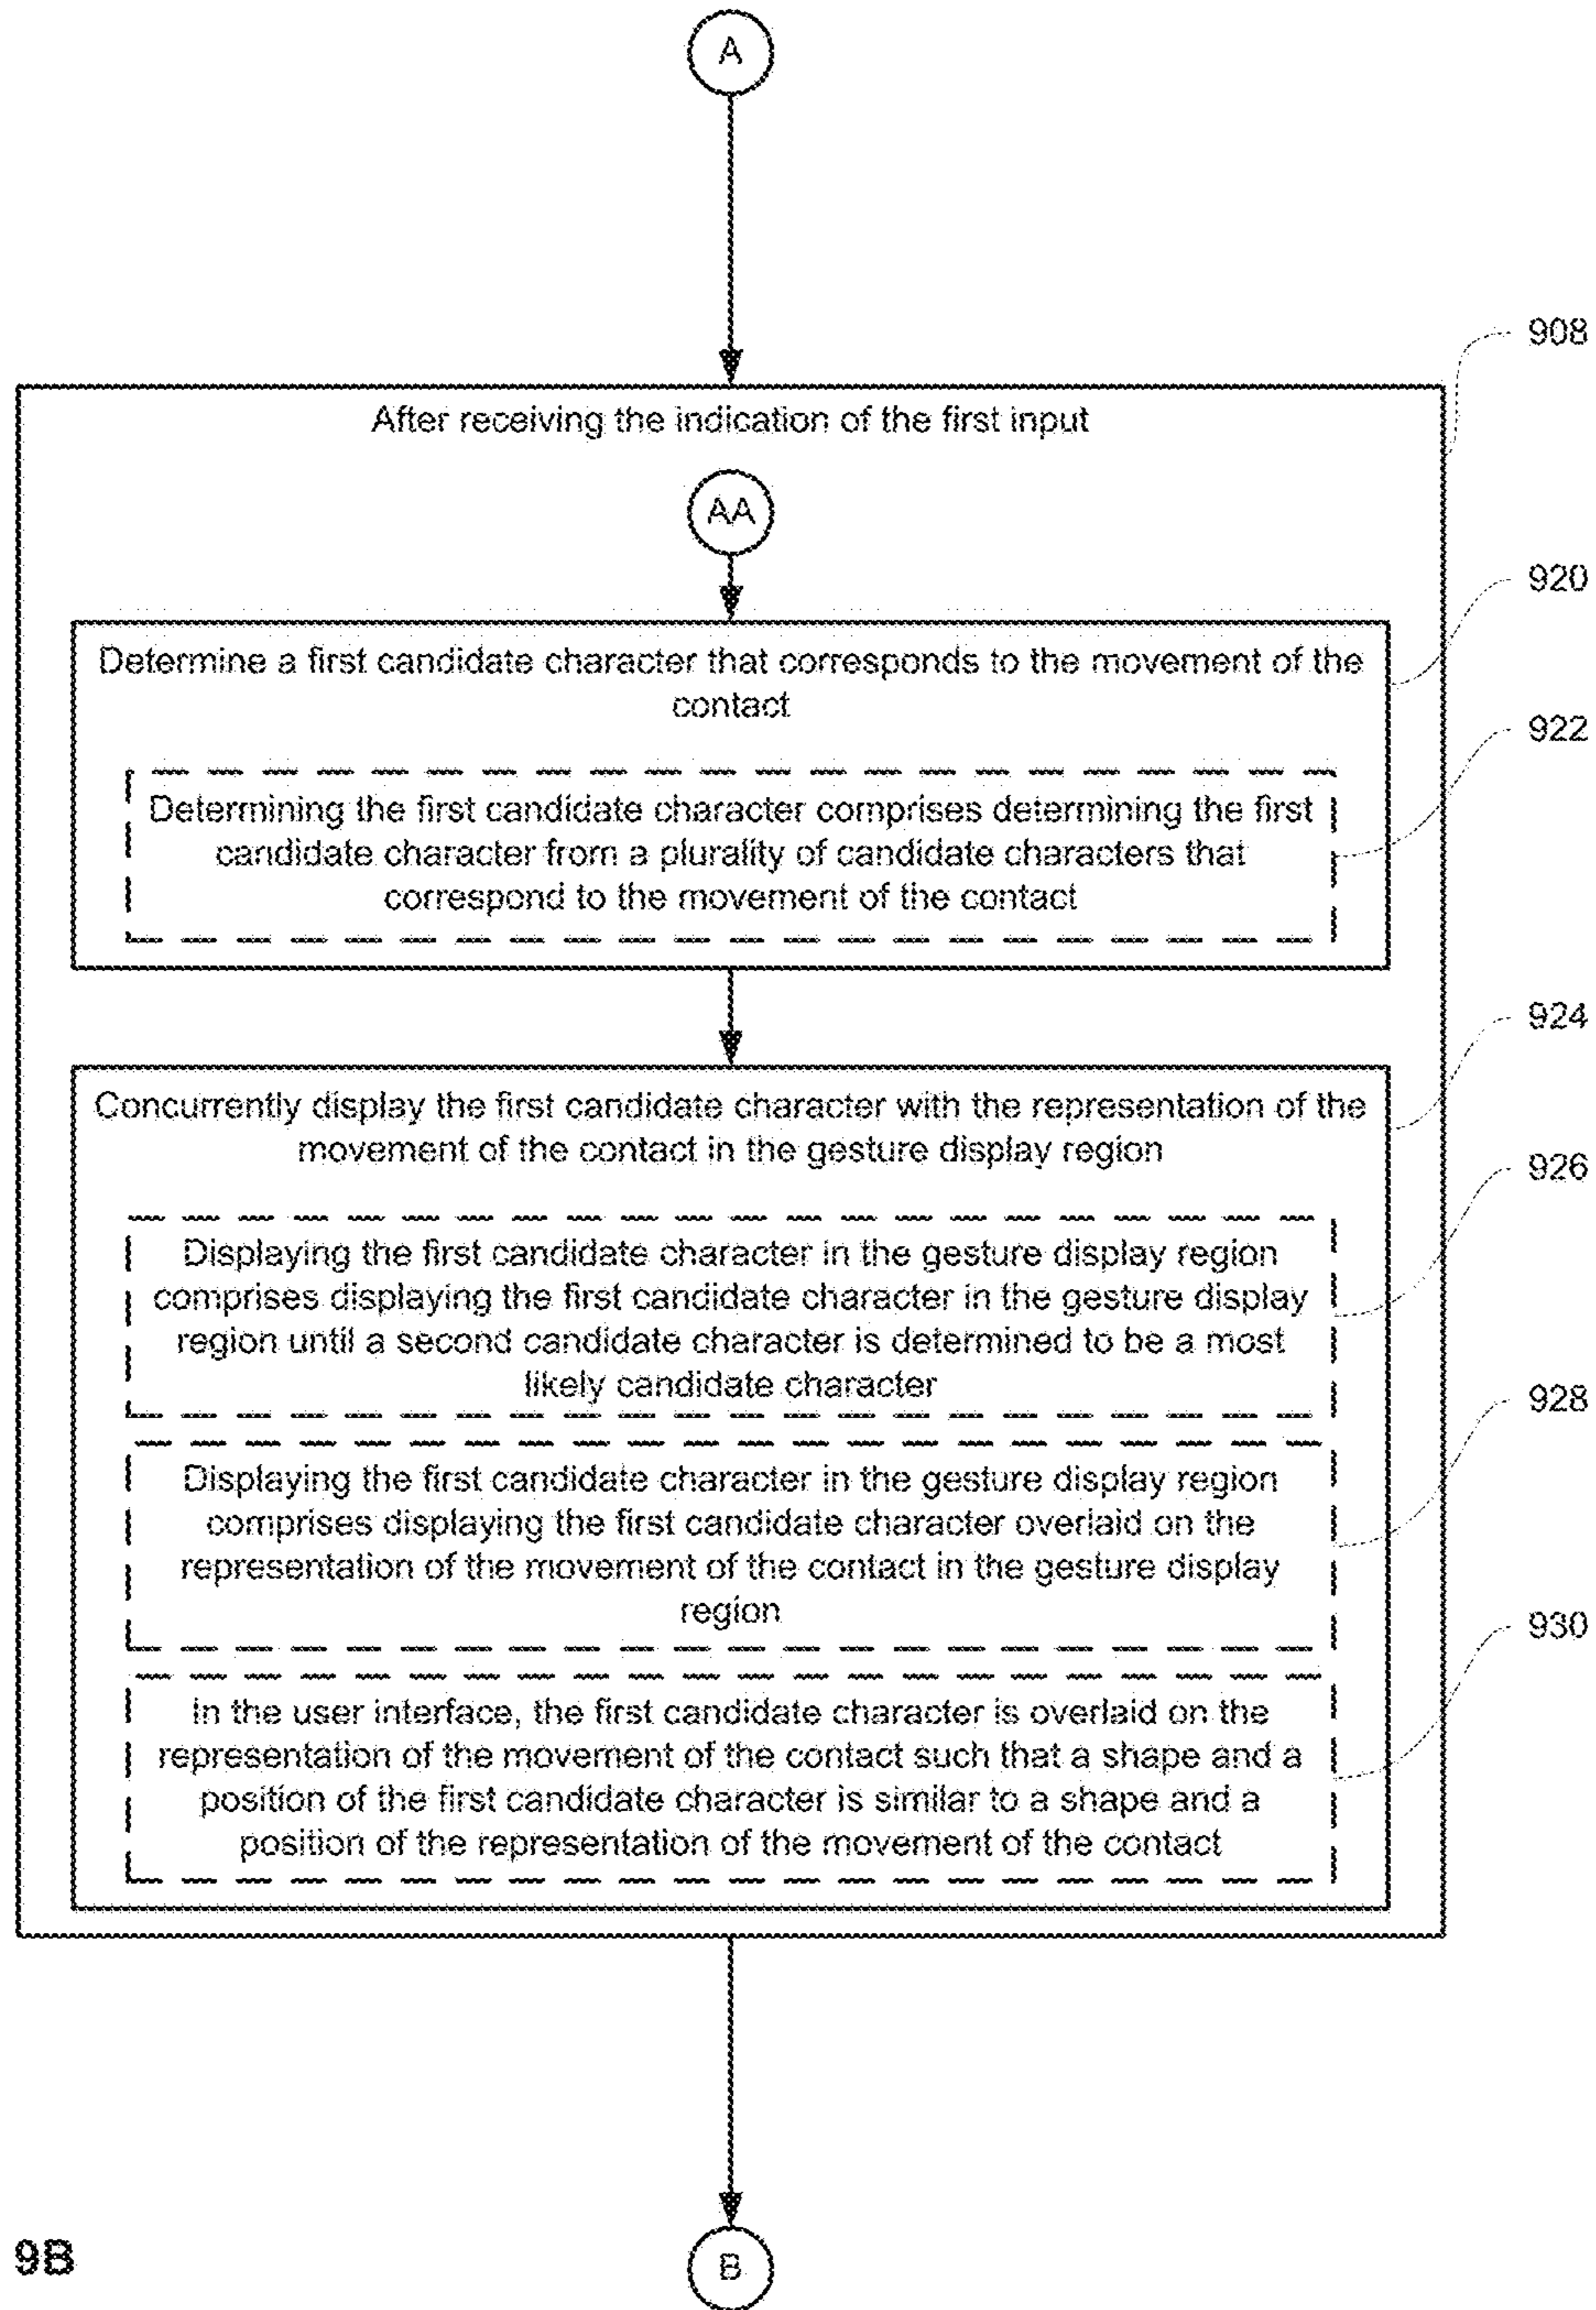 A
908
After receiving the indication of the first input
AA
920
Determine a first candidate character that corresponds to the movement of the
contact
922
Determining the first candidate character comprises determining the first
candidate character from a plurality of candidate characters that
correspond to the movement of the contact
924
Concurrently display the first candidate character with the representation of the
movement of the contact in the gesture display region
926
Displaying the first candidate character in the gesture display region
comprises displaying the first candidate character in the gesture display
region until a second candidate character is determined to be a most
likely candidate character
928
Displaying the first candidate character in the gesture display region
comprises displaying the first candidate character overlaid on the
representation of the movement of the contact in the gesture display
region
930
In the user interface, the first candidate character is overlaid on the
representation of the movement of the contact such that a shape and a
position of the first candidate character is similar to a shape and a
position of the representation of the movement of the contact
9B
B